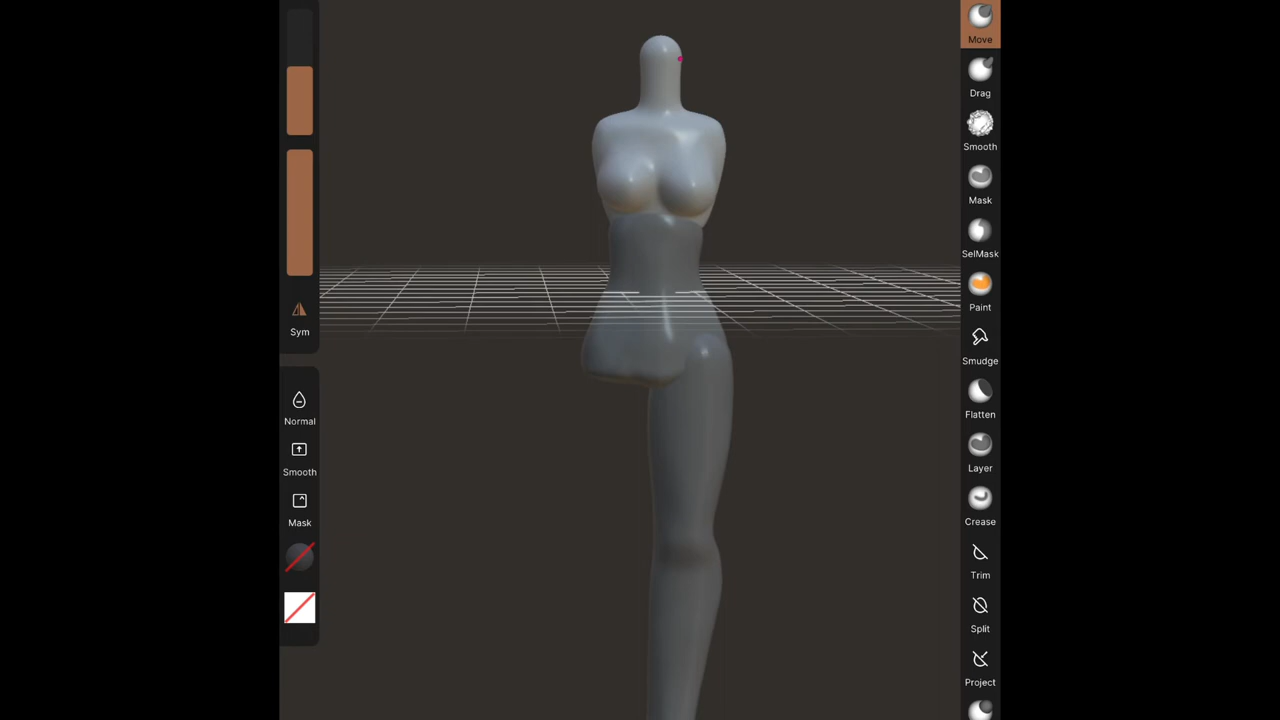 Move
Drag
Smooth
Mask
SelMask
Paint
Sym
Smudge
Flatten
Normal
Layer
Smooth
Crease
Mask
Trim
Split
Project